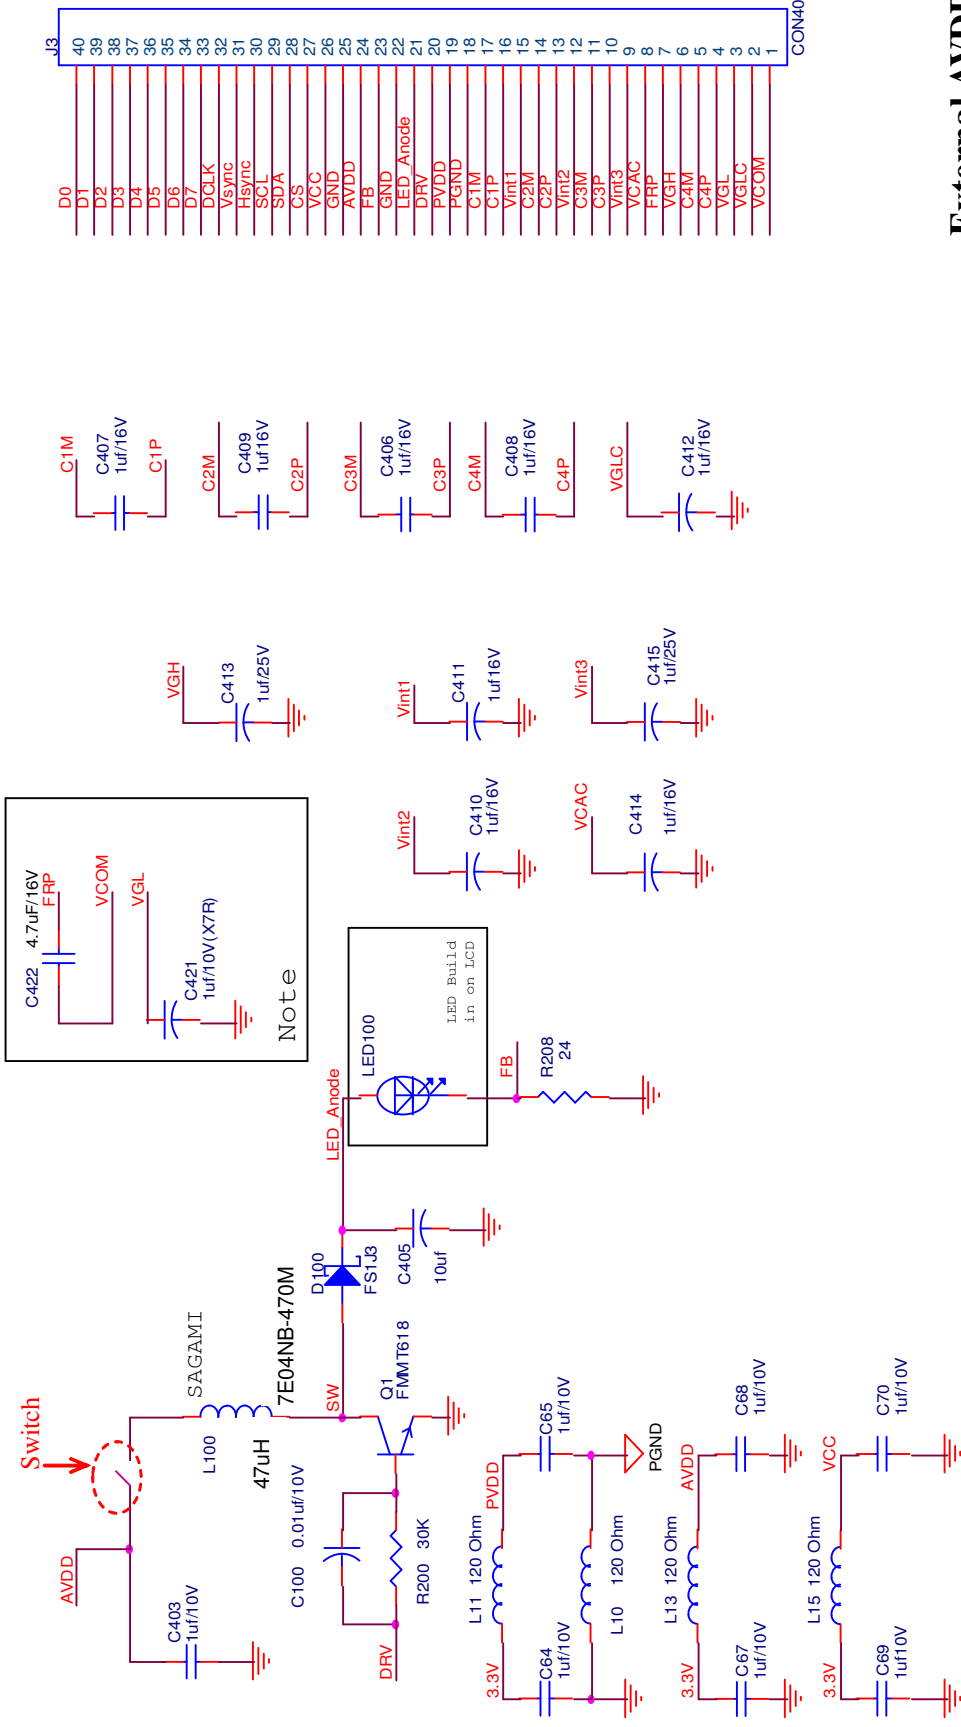 Switch
AVDD
C403
1uf/10V
SAGAMI
L100
47uH
7E04NB-470M
SW
D100
FS1J3
LED_Anode
C405
10uf
Q1
FMMT618
C100 0.01uf/10V
R200 30K
DRV
LED100
LED Build
in on LCD
FB
R208
24
C422 4.7uF/16V
FRP
VCOM
VGL
C421
1uf/10V(X7R)
Note
VGH
C413
1uf/25V
Vint2
C410
1uf/16V
Vint1
C411
1uf16V
VCAC
C414
1uf/16V
Vint3
C415
1uf/25V
C1M
C407
1uf/16V
C1P
C2M
C409
1uf16V
C2P
C3M
C406
1uf/16V
C3P
C4M
C408
1uf/16V
C4P
VGLC
C412
1uf/16V
3.3V
C64
1uf/10V
L11 120 Ohm
PVDD
C65
1uf/10V
L10 120 Ohm
PGND
3.3V
C67
1uf/10V
L13 120 Ohm
AVDD
C68
1uf/10V
3.3V
C69
1uf10V
L15 120 Ohm
VCC
C70
1uf/10V
J3
D0 40
D1 39
D2 38
D3 37
D4 36
D5 35
D6 34
D7 33
DCLK 32
Vsync 31
Hsync 30
SCL 29
SDA 28
CS 27
VCC 26
GND 25
AVDD 24
FB 23
GND 22
LED_Anode 21
DRV 20
PVDD 19
PGND 18
C1M 17
C1P 16
Vint1 15
C2M 14
C2P 13
Vint2 12
C3M 11
C3P 10
Vint3 9
VCAC 8
FRP 7
VGH 6
C4M 5
C4P 4
VGL 3
VGLC 2
VCOM 1
CON40
External